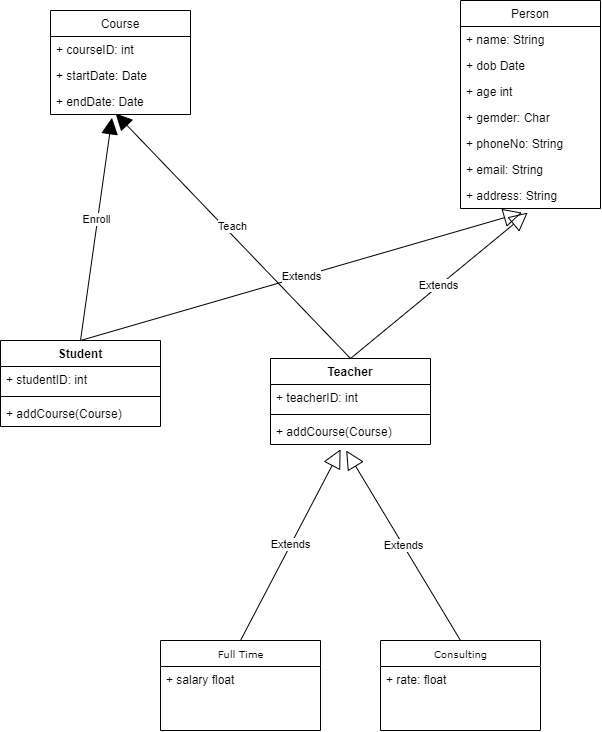 Course
+ courseID: int
+ startDate: Date
+ endDate: Date
Person
+ name: String
+ dob Date
+ age int
+ gemder: Char
+ phoneNo: String
+ email: String
+ address: String
Enroll
Teach
Extends
Extends
Student
+ studentID: int
+ addCourse(Course)
Teacher
+ teacherID: int
+ addCourse(Course)
Extends
Extends
Full Time
+ salary float
Consulting
+ rate: float